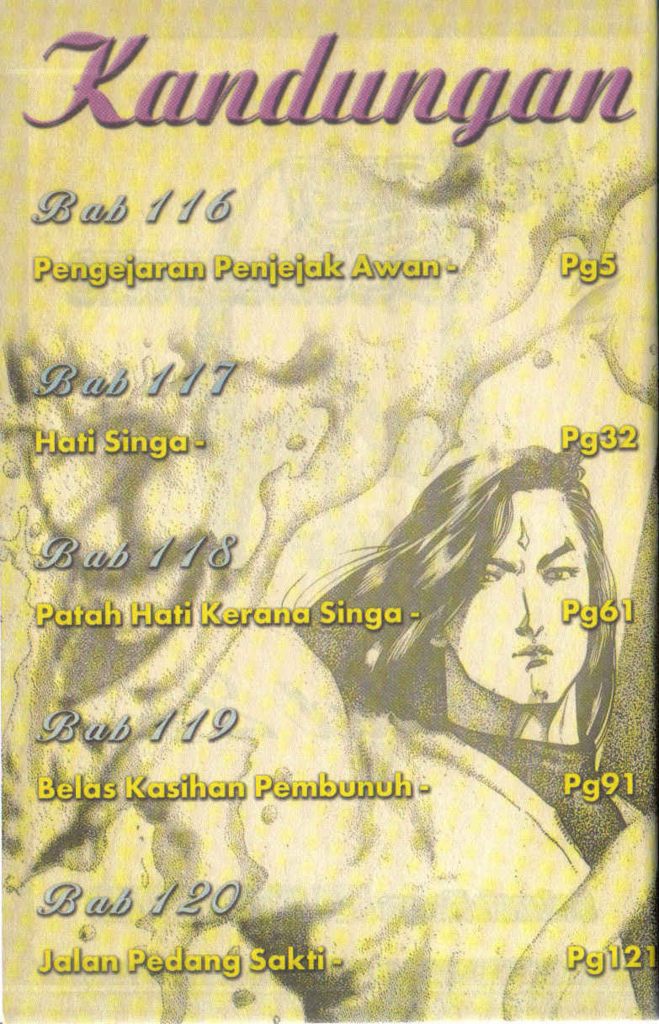 Kandungan
Bab 116
Pengejaran Penjejak Awan - Pg5
Bab 117
Hati Singa - Pg32
Bab 118
Patah Hati Kerana Singa - Pg61
Bab 119
Belas Kasihan Pembunuh - Pg91
Bab 120
Jalan Pedang Sakti - Pg121